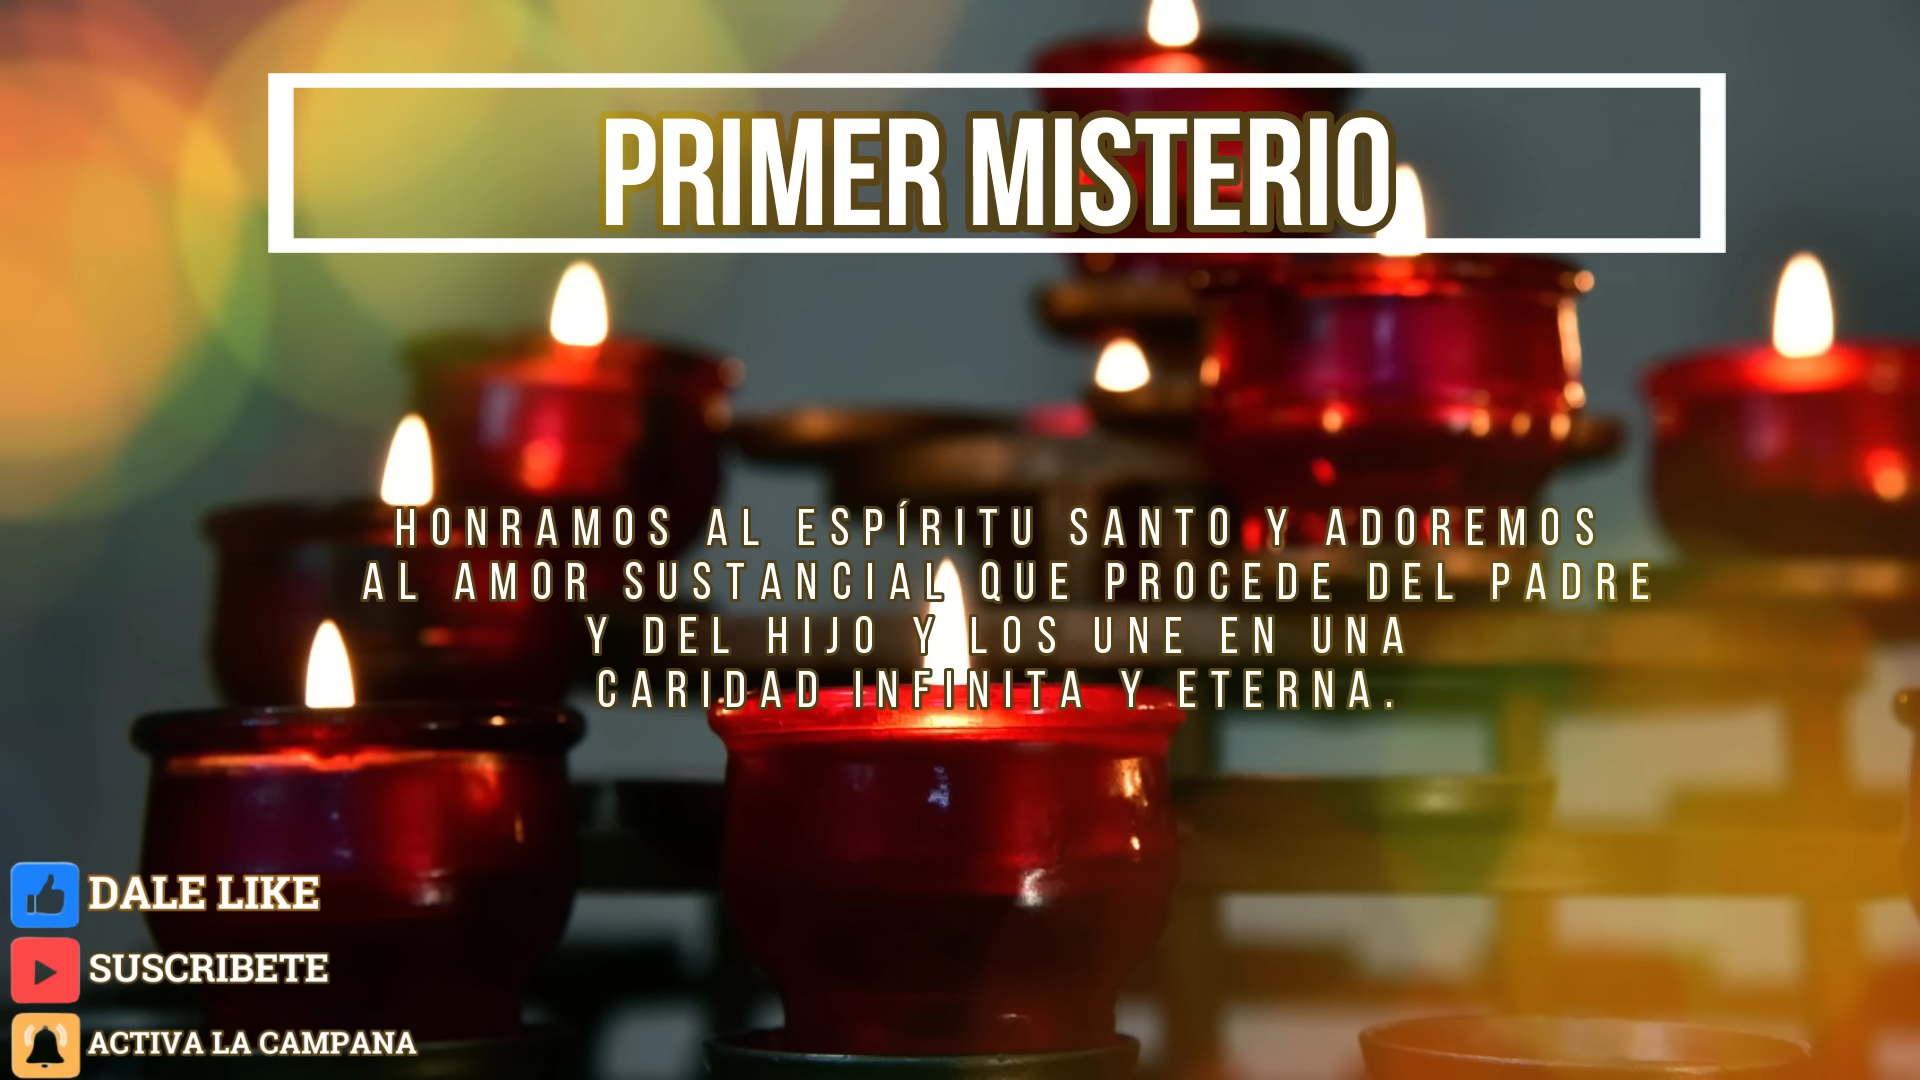 PRIMER MISTERIO
HONRAMOS AL ESPÍRITU SANTO Y ADOREMOS
AL AMOR SUSTANCIAL QUE PROCEDE DEL PADRE
Y DEL HIJO Y LOS UNE EN UNA
CARIDAD INFINITA Y ETERNA.
DALE LIKE
SUSCRIBETE
ACTIVA LA CAMPANA